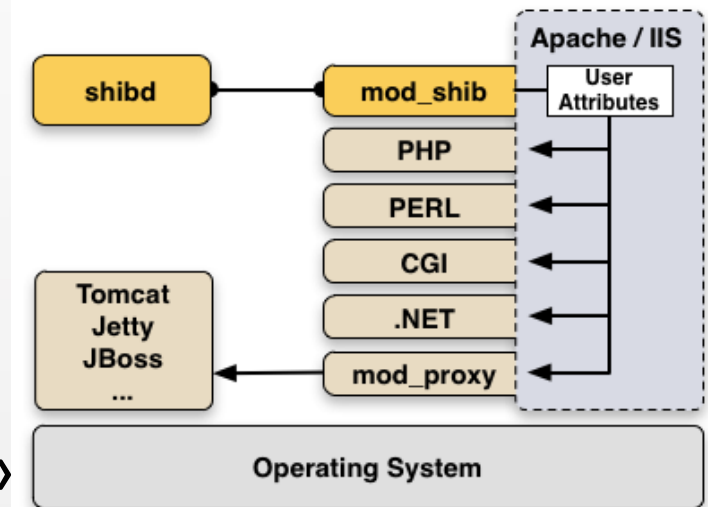 Apache / IIS
shibd
mod_shib
User
Attributes
PHP
PERL
CGI
.NET
mod_proxy
Tomcat
Jetty
JBoss
...
Operating System